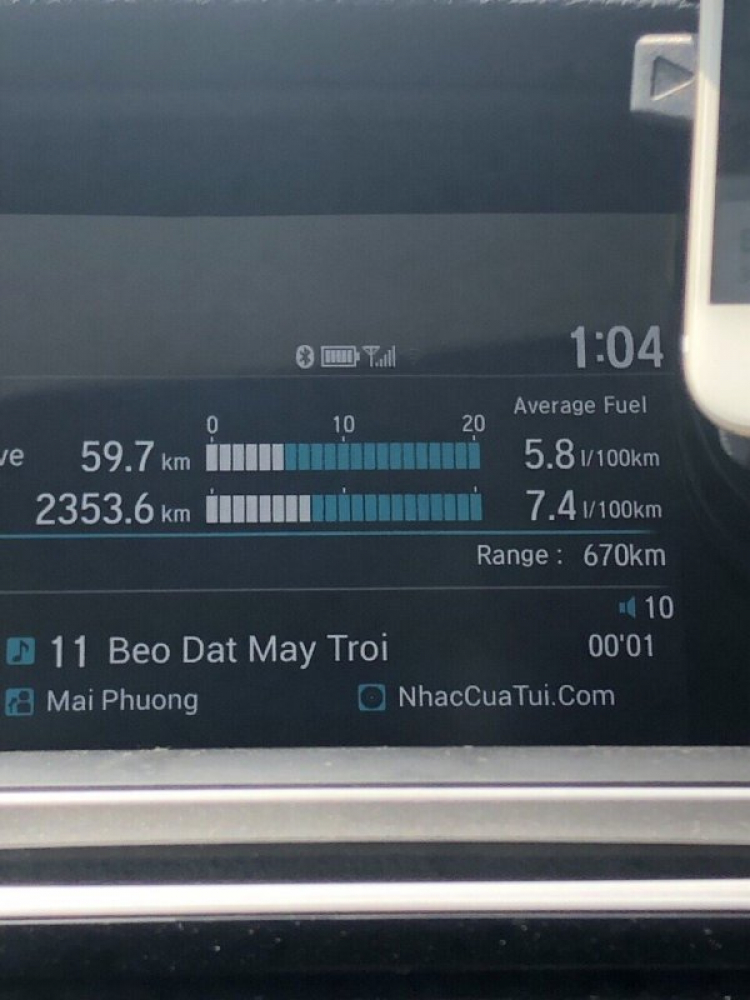 1:04
0 10 20 Average Fuel
ve 59.7 km 5.8 l/100km
2353.6 km 7.4 l/100km
Range : 670km
10
11 Beo Dat May Troi 00'01
Mai Phuong NhacCuaTui.Com